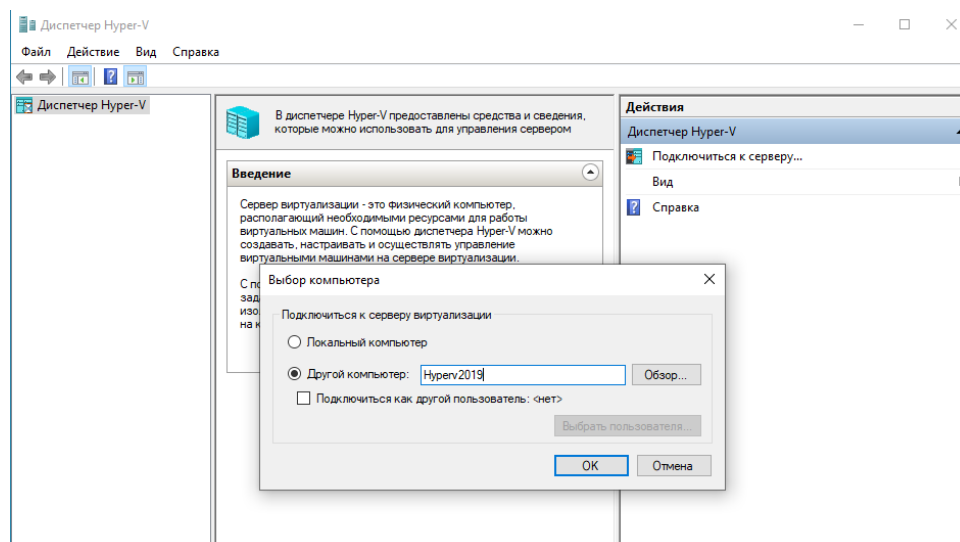 Диспетчер Hyper-V
Файл Действие Вид Справка
Диспетчер Hyper-V
В диспетчере Hyper-V предоставлены средства и сведения,
которые можно использовать для управления сервером
Введение
Сервер виртуализации - это физический компьютер,
располагающий необходимыми ресурсами для работы
виртуальных машин. С помощью диспетчера Hyper-V можно
создавать, настраивать и осуществлять управление
виртуальными машинами на сервере виртуализации.
С
на
Выбор компьютера
Подключиться к серверу виртуализации
Локальный компьютер
Другой компьютер: Hyperv2019 Обзор...
Подключиться как другой пользователь: <нет>
Выбрать пользователя...
OK Отмена
Действия
Диспетчер Hyper-V
Подключиться к серверу...
Вид
Справка